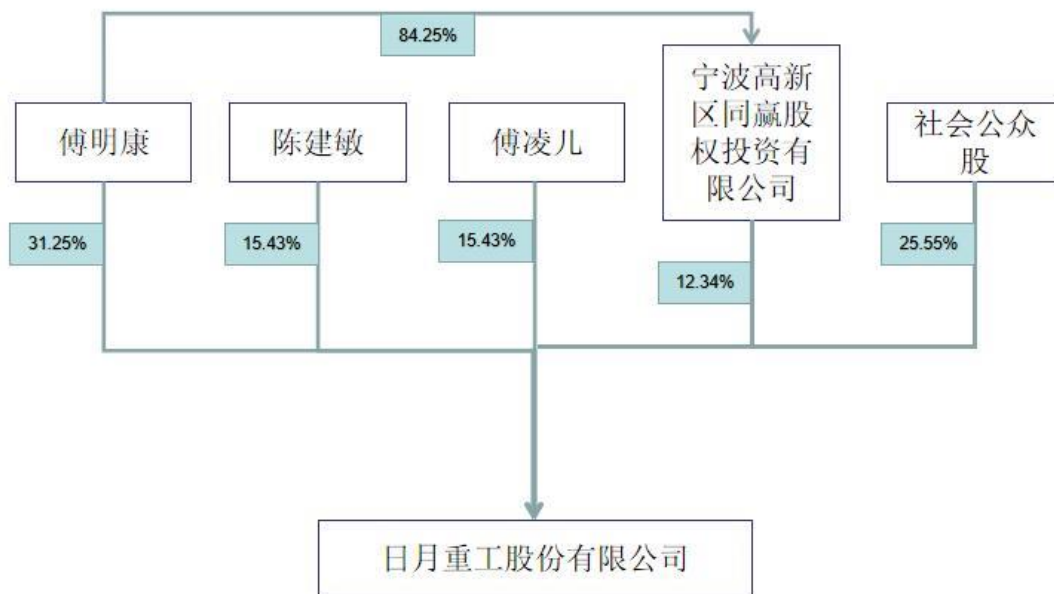 84.25%
傅明康
陈建敏
傅凌儿
宁波高新
区同赢股
权投资有
限公司
社会公众
股
31.25%
15.43%
15.43%
12.34%
25.55%
日月重工股份有限公司